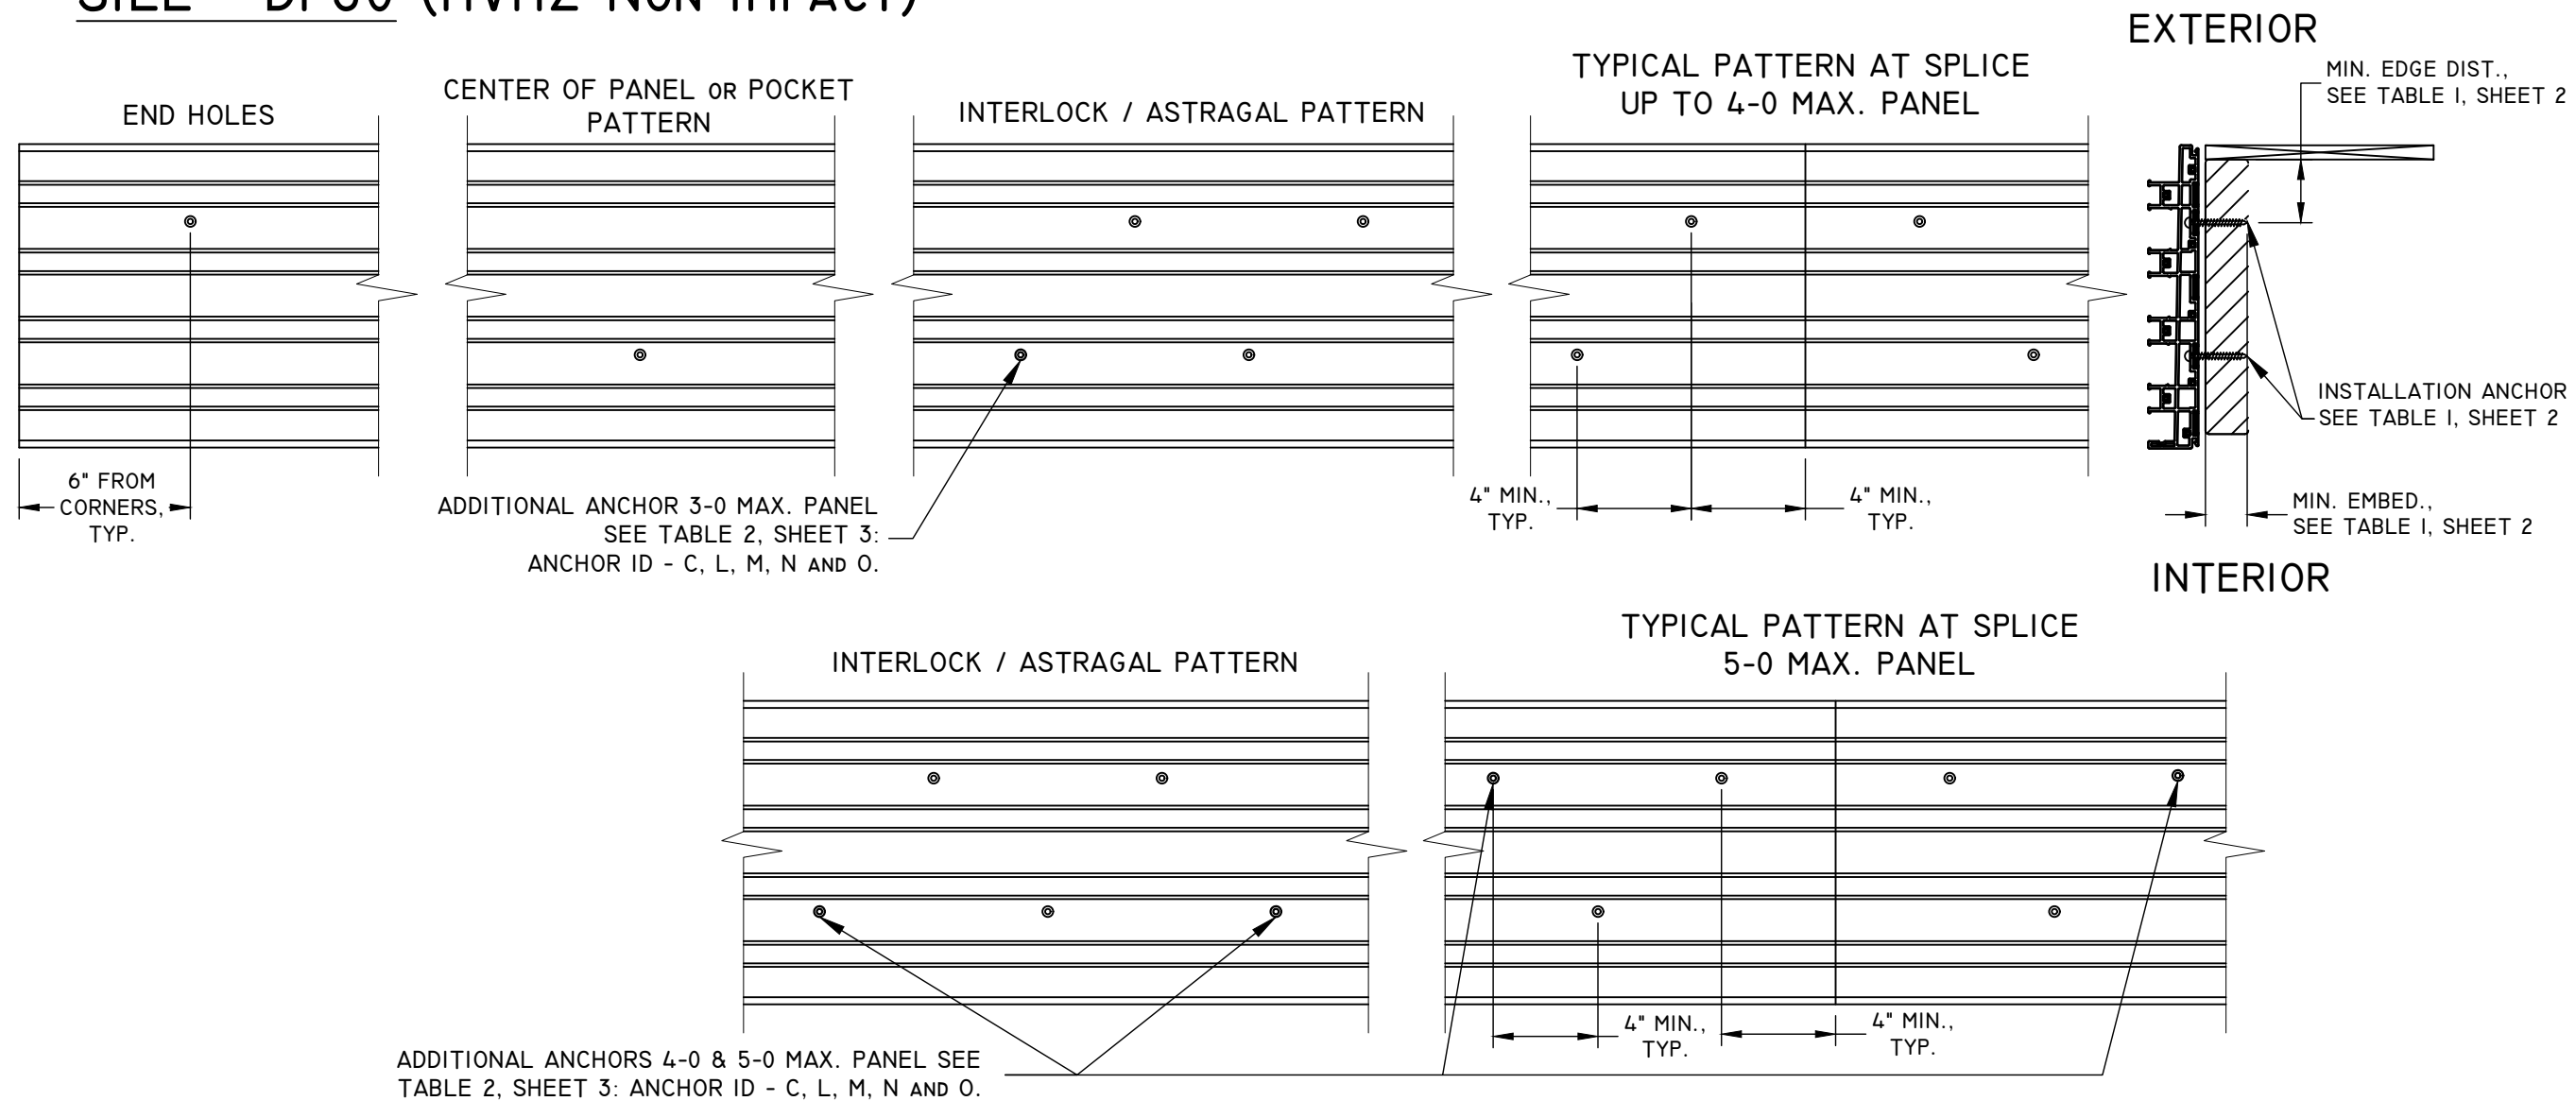 EXTERIOR
MIN. EDGE DIST.,
SEE TABLE 1, SHEET 2
END HOLES
CENTER OF PANEL OR POCKET
PATTERN
INTERLOCK / ASTRAGAL PATTERN
TYPICAL PATTERN AT SPLICE
UP TO 4-0 MAX. PANEL
INSTALLATION ANCHOR
SEE TABLE 1, SHEET 2
6" FROM
CORNERS,
TYP.
ADDITIONAL ANCHOR 3-0 MAX. PANEL
SEE TABLE 2, SHEET 3:
ANCHOR ID - C, L, M, N AND O.
4" MIN.,
TYP.
4" MIN.,
TYP.
MIN. EMBED.,
SEE TABLE 1, SHEET 2
INTERIOR
INTERLOCK / ASTRAGAL PATTERN
TYPICAL PATTERN AT SPLICE
5-0 MAX. PANEL
4" MIN.,
TYP.
4" MIN.,
TYP.
ADDITIONAL ANCHORS 4-0 & 5-0 MAX. PANEL SEE
TABLE 2, SHEET 3: ANCHOR ID - C, L, M, N AND O.